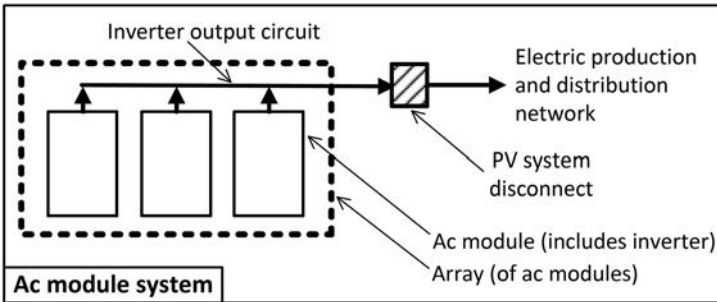 Inverter output circuit
Electric production
and distribution
network
PV system
disconnect
Ac module (includes inverter)
Array (of ac modules)
Ac module system